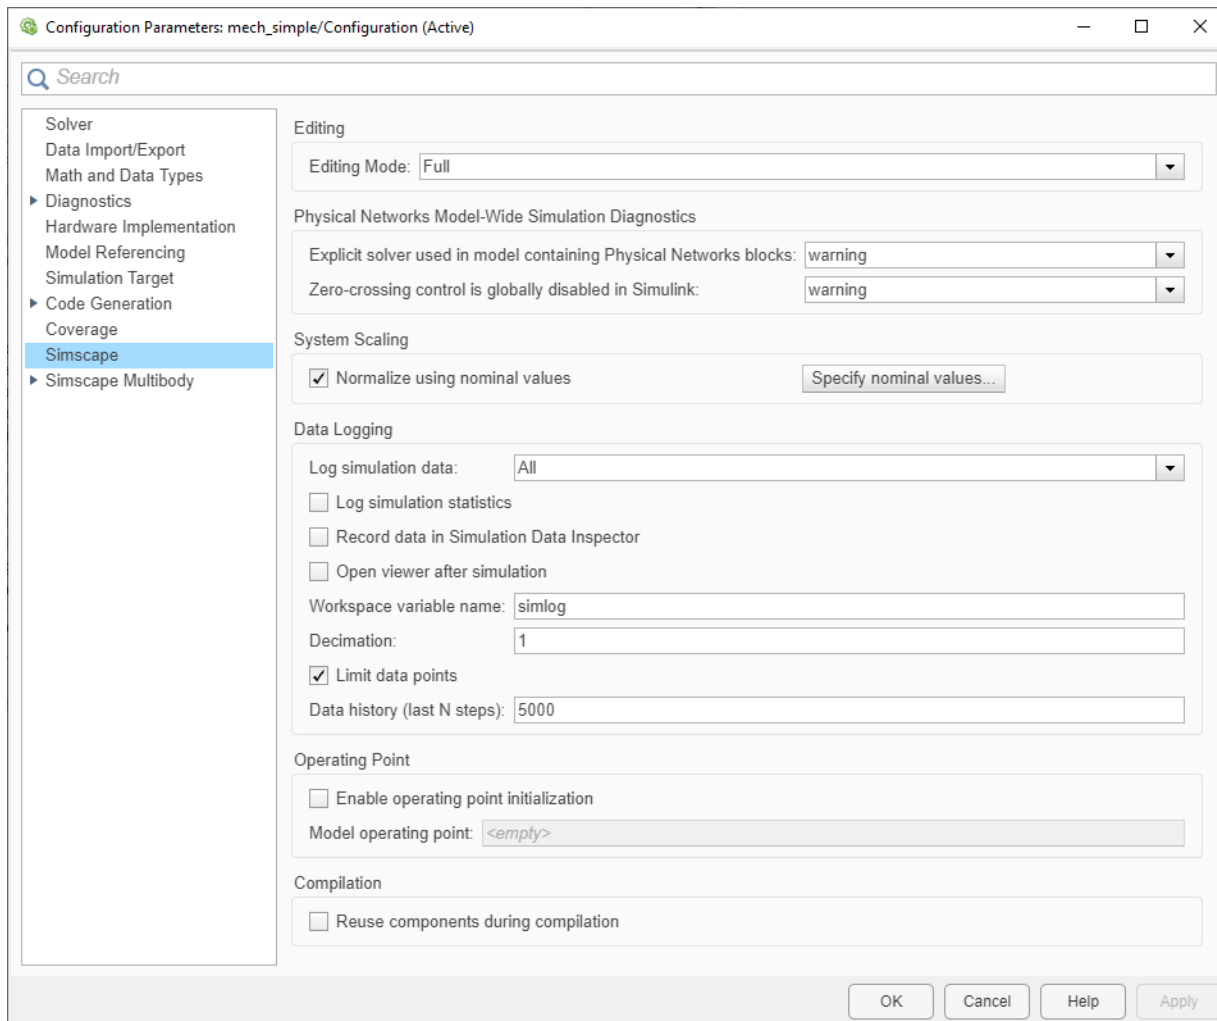 Configuration Parameters: mech_simple/Configuration (Active)
Search
Solver
Data Import/Export
Math and Data Types
Diagnostics
Hardware Implementation
Model Referencing
Simulation Target
Code Generation
Coverage
Simscape
Simscape Multibody
Editing
Editing Mode: Full
Physical Networks Model-Wide Simulation Diagnostics
Explicit solver used in model containing Physical Networks blocks: warning
Zero-crossing control is globally disabled in Simulink: warning
System Scaling
Normalize using nominal values Specify nominal values...
Data Logging
Log simulation data: All
Log simulation statistics
Record data in Simulation Data Inspector
Open viewer after simulation
Workspace variable name: simlog
Decimation: 1
Limit data points
Data history (last N steps): 5000
Operating Point
Enable operating point initialization
Model operating point: <empty>
Compilation
Reuse components during compilation
OK Cancel Help Apply